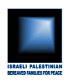 ISRAELI PALESTINIAN
BEREAVED FAMILIES FOR PEACE